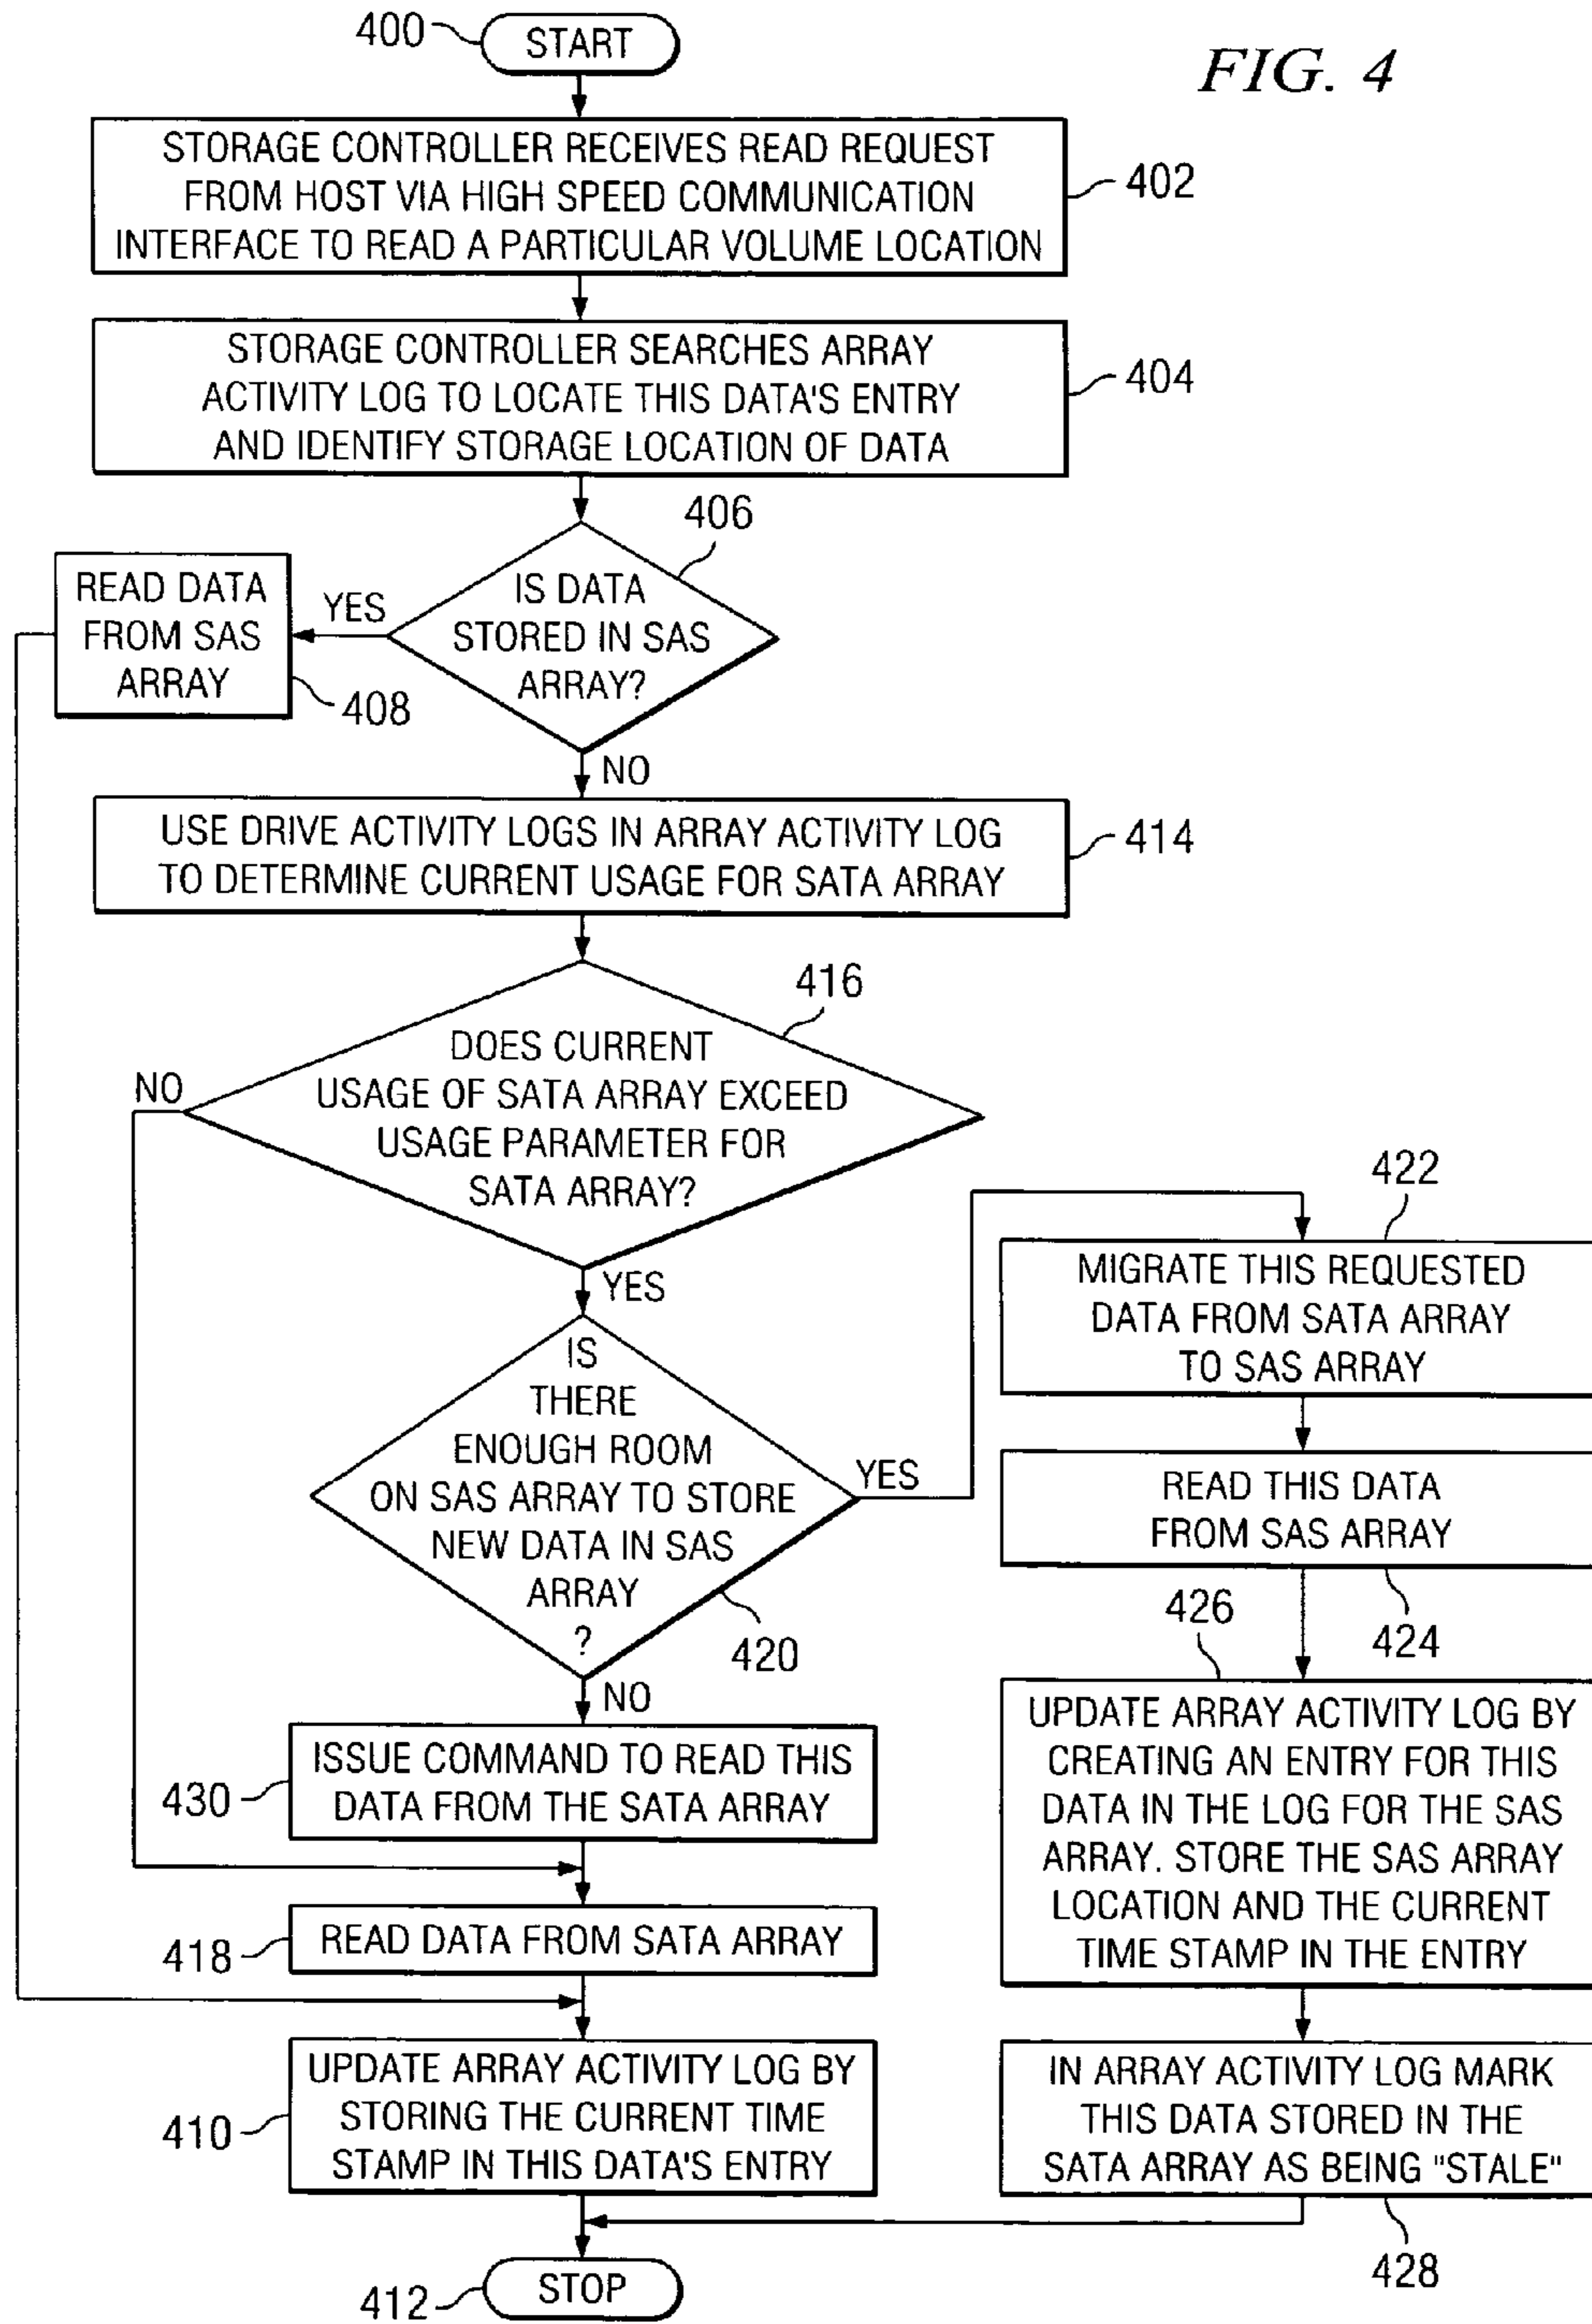 FIG. 4
400
START
STORAGE CONTROLLER RECEIVES READ REQUEST
FROM HOST VIA HIGH SPEED COMMUNICATION
INTERFACE TO READ A PARTICULAR VOLUME LOCATION
402
STORAGE CONTROLLER SEARCHES ARRAY
ACTIVITY LOG TO LOCATE THIS DATA'S ENTRY
AND IDENTIFY STORAGE LOCATION OF DATA
404
406
IS DATA
STORED IN SAS
ARRAY?
YES
READ DATA
FROM SAS
ARRAY
408
NO
USE DRIVE ACTIVITY LOGS IN ARRAY ACTIVITY LOG
TO DETERMINE CURRENT USAGE FOR SATA ARRAY
414
416
DOES CURRENT
USAGE OF SATA ARRAY EXCEED
USAGE PARAMETER FOR
SATA ARRAY?
NO
YES
IS
THERE
ENOUGH ROOM
ON SAS ARRAY TO STORE
NEW DATA IN SAS
ARRAY
?
420
YES
NO
422
MIGRATE THIS REQUESTED
DATA FROM SATA ARRAY
TO SAS ARRAY
READ THIS DATA
FROM SAS ARRAY
424
426
UPDATE ARRAY ACTIVITY LOG BY
CREATING AN ENTRY FOR THIS
DATA IN THE LOG FOR THE SAS
ARRAY. STORE THE SAS ARRAY
LOCATION AND THE CURRENT
TIME STAMP IN THE ENTRY
IN ARRAY ACTIVITY LOG MARK
THIS DATA STORED IN THE
SATA ARRAY AS BEING "STALE"
428
ISSUE COMMAND TO READ THIS
DATA FROM THE SATA ARRAY
430
READ DATA FROM SATA ARRAY
418
UPDATE ARRAY ACTIVITY LOG BY
STORING THE CURRENT TIME
STAMP IN THIS DATA'S ENTRY
410
STOP
412